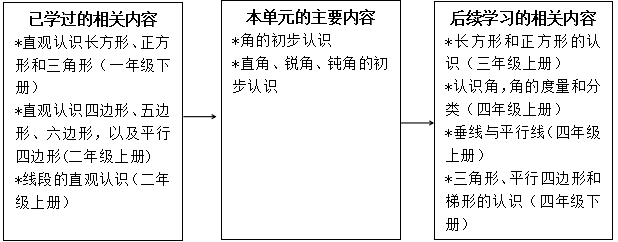 已学过的相关内容
*直观认识长方形、正方
形和三角形（一年级下
册）
*直观认识四边形、五边
形、六边形，以及平行
四边形(二年级上册)
*线段的直观认识（二年
级上册）
本单元的主要内容
*角的初步认识
*直角、锐角、钝角的初
步认识
后续学习的相关内容
*长方形和正方形的认
识（三年级上册）
*认识角，角的度量和分
类（四年级上册）
*垂线与平行线(四年级
上册）
*三角形、平行四边形和
梯形的认识（四年级下
册）